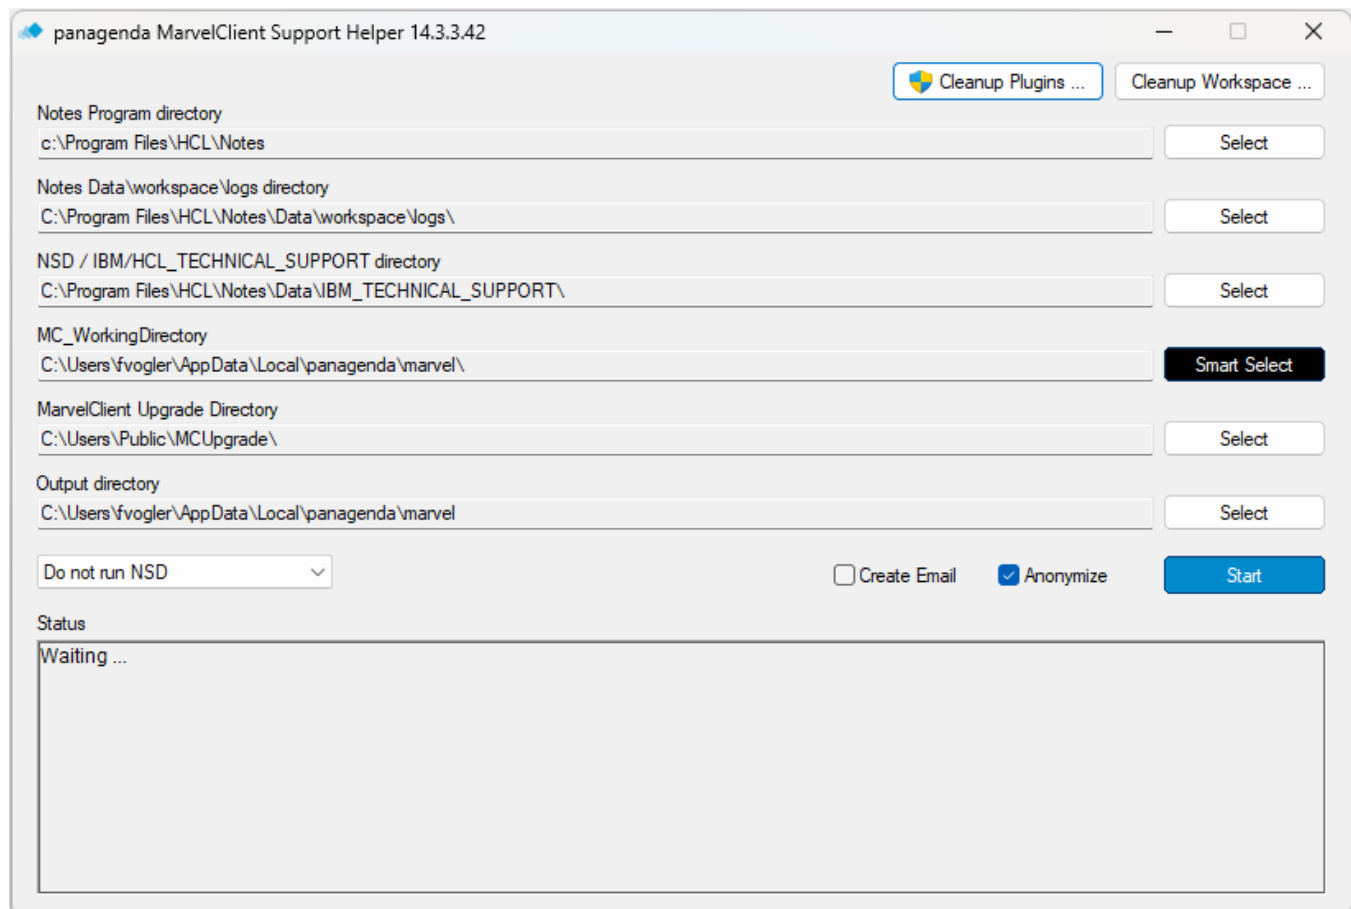 panagenda MarvelClient Support Helper 14.3.3.42
Cleanup Plugins ...
Cleanup Workspace ...
Notes Program directory
c:\Program Files\HCL\Notes
Select
Notes Data\workspace\logs directory
C:\Program Files\HCL\Notes\Data\workspace\logs\
Select
NSD / IBM/HCL_TECHNICAL_SUPPORT directory
C:\Program Files\HCL\Notes\Data\IBM_TECHNICAL_SUPPORT\
Select
MC_WorkingDirectory
C:\Users\fvogler\AppData\Local\panagenda\marvel\
Smart Select
MarvelClient Upgrade Directory
C:\Users\Public\MCUpgrade\
Select
Output directory
C:\Users\fvogler\AppData\Local\panagenda\marvel
Select
Do not run NSD
Create Email
Anonymize
Start
Status
Waiting ...